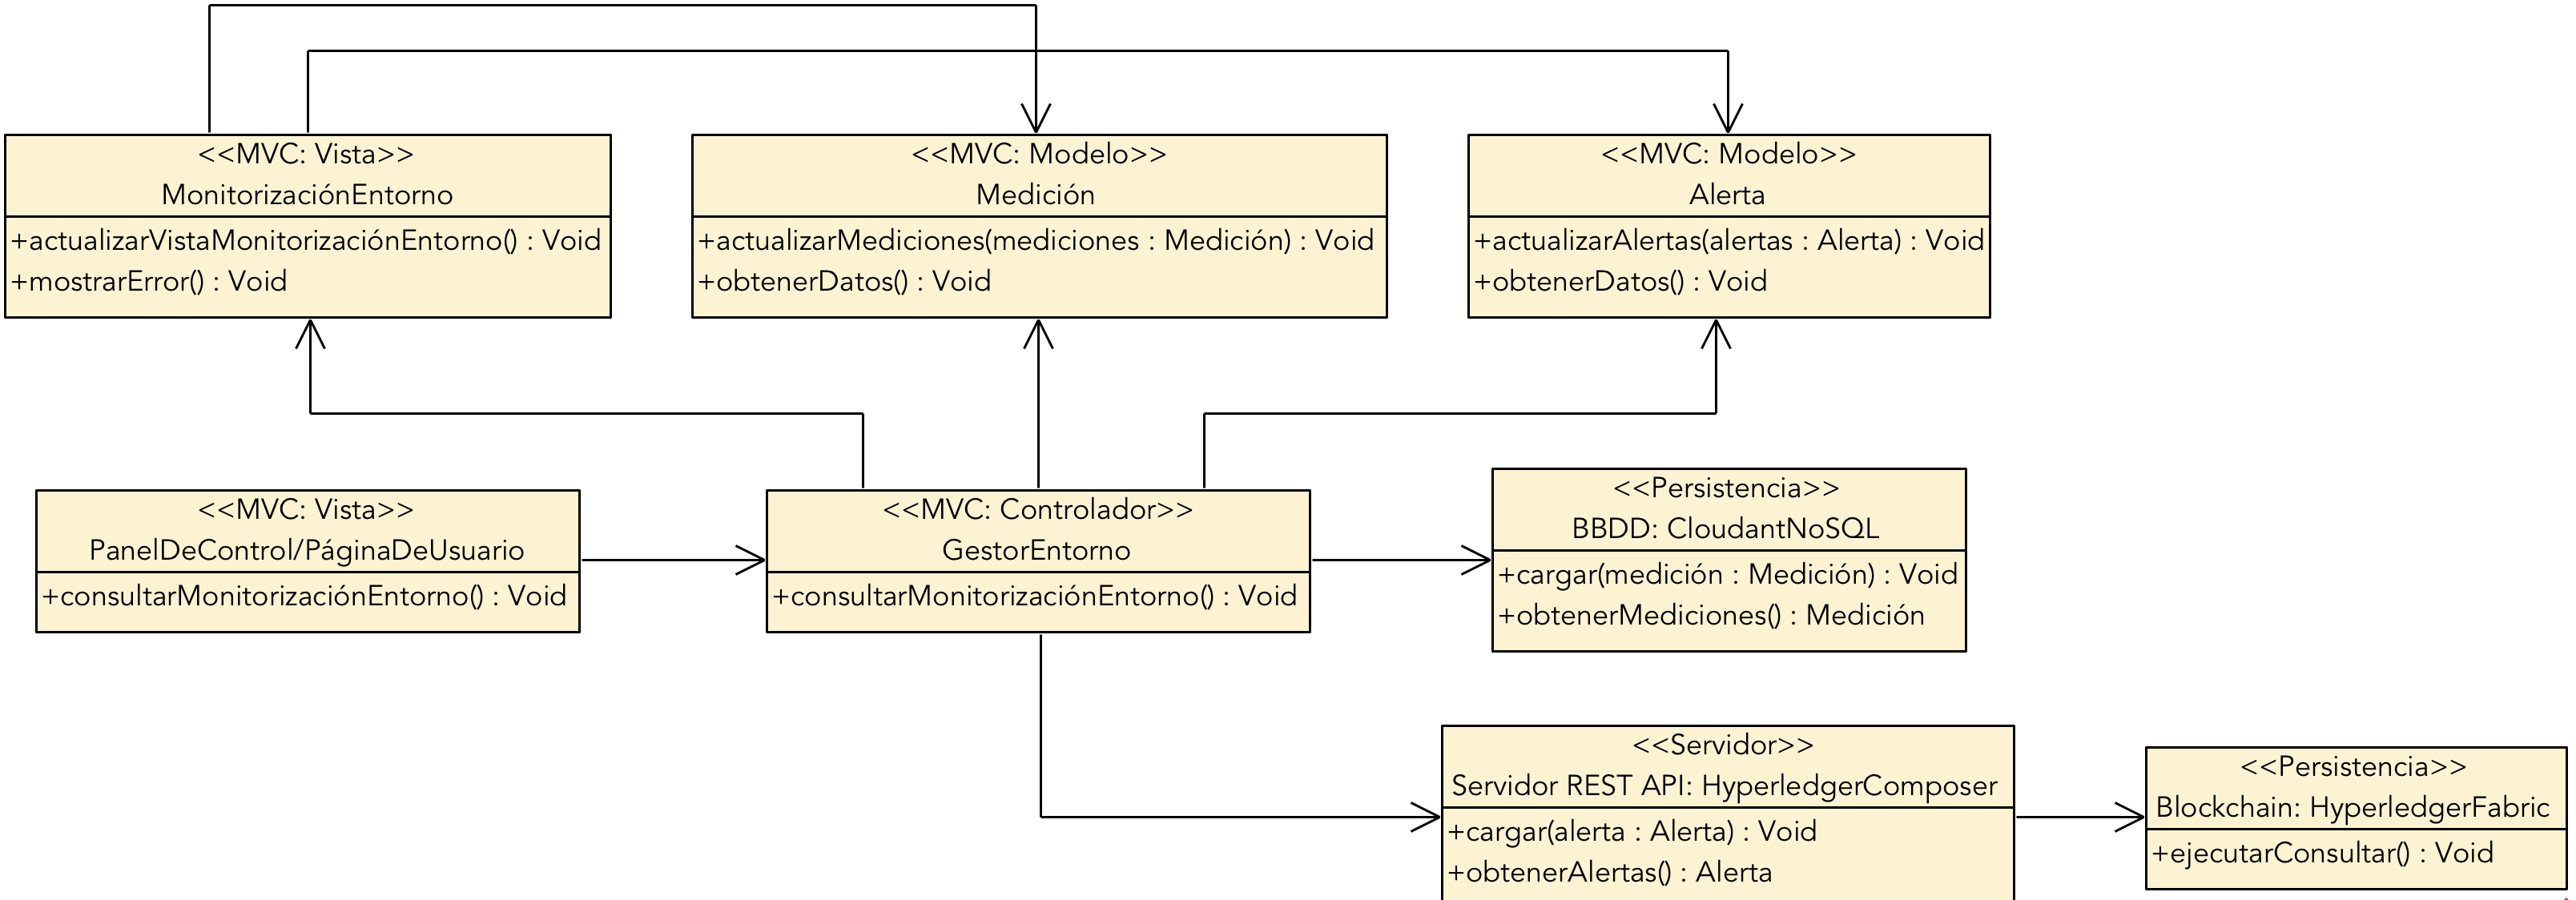 <<MVC: Vista>>
MonitorizaciónEntorno
+actualizarVistaMonitorizaciónEntorno() : Void
+mostrarError() : Void
<<MVC: Modelo>>
Medición
+actualizarMediciones(mediciones : Medición) : Void
+obtenerDatos() : Void
<<MVC: Modelo>>
Alerta
+actualizarAlertas(alertas : Alerta) : Void
+obtenerDatos() : Void
<<MVC: Vista>>
PanelDeControl/PáginaDeUsuario
+consultarMonitorizaciónEntorno() : Void
<<MVC: Controlador>>
GestorEntorno
+consultarMonitorizaciónEntorno() : Void
<<Persistencia>>
BBDD: CloudantNoSQL
+cargar(medición : Medición) : Void
+obtenerMediciones() : Medición
<<Servidor>>
Servidor REST API: HyperledgerComposer
+cargar(alerta : Alerta) : Void
+obtenerAlertas() : Alerta
<<Persistencia>>
Blockchain: HyperledgerFabric
+ejecutarConsultar() : Void